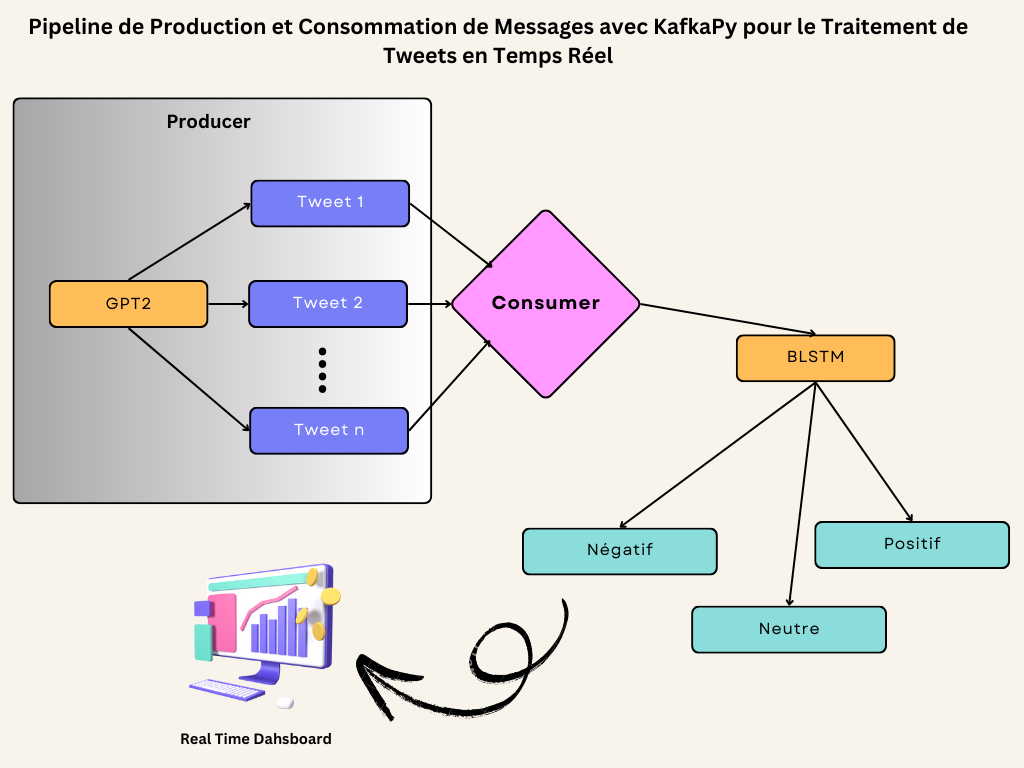 Pipeline de Production et Consommation de Messages avec KafkaPy pour le Traitement de
Tweets en Temps Réel
Producer
Tweet 1
GPT2
Tweet 2
Tweet n
Consumer
BLSTM
Négatif
Positif
Neutre
Real Time Dahsboard